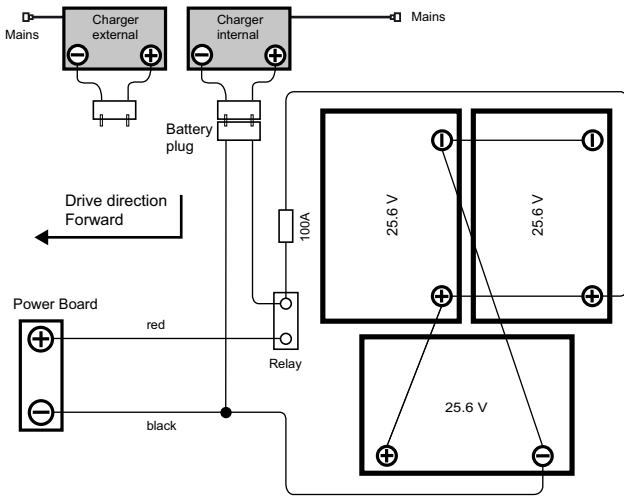 Mains
Charger
external
Charger
internal
Mains
Battery
plug
Drive direction
Forward
100A
25.6 V
25.6 V
Power Board
red
Relay
black
25.6 V